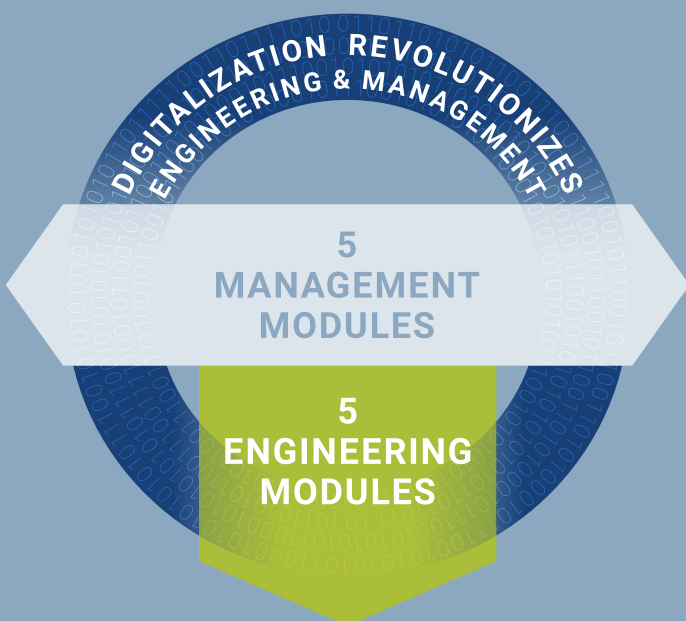 DIGITALIZATION REVOLUTIONIZES
ENGINEERING & MANAGEMENT
5
MANAGEMENT
MODULES
5
ENGINEERING
MODULES